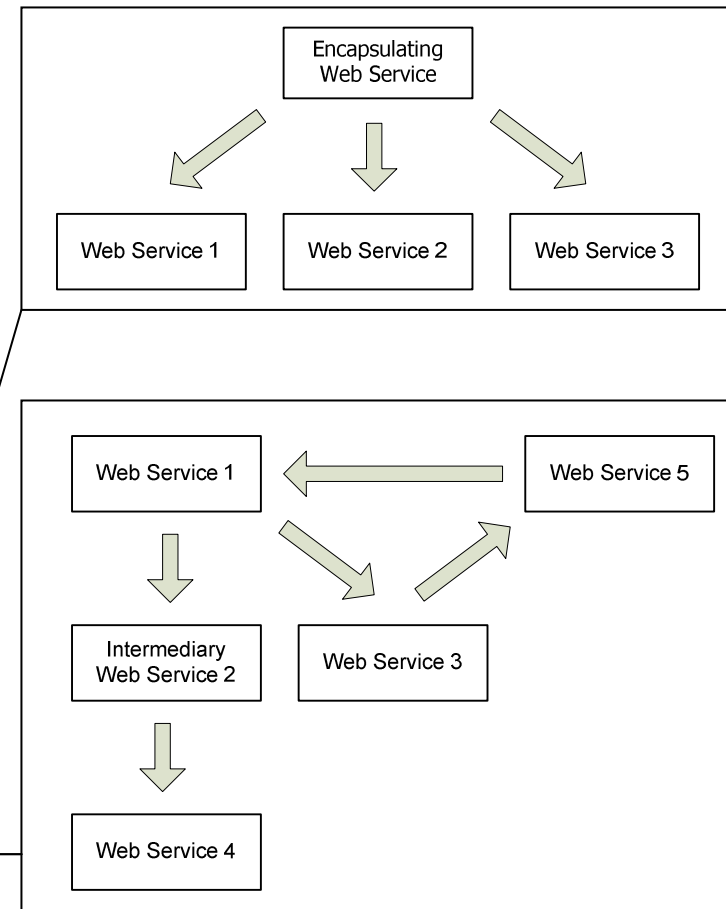 Encapsulating
Web Service
Web Service 1
Web Service 2
Web Service 3
Web Service 1
Web Service 5
Intermediary
Web Service 2
Web Service 3
Web Service 4